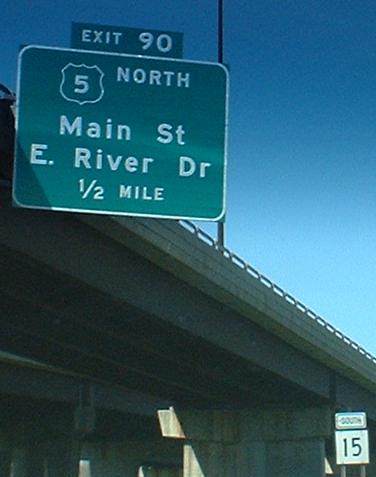 EXIT 90
5 NORTH
Main St
E. River Dr
1/2 MILE
SOUTH
15